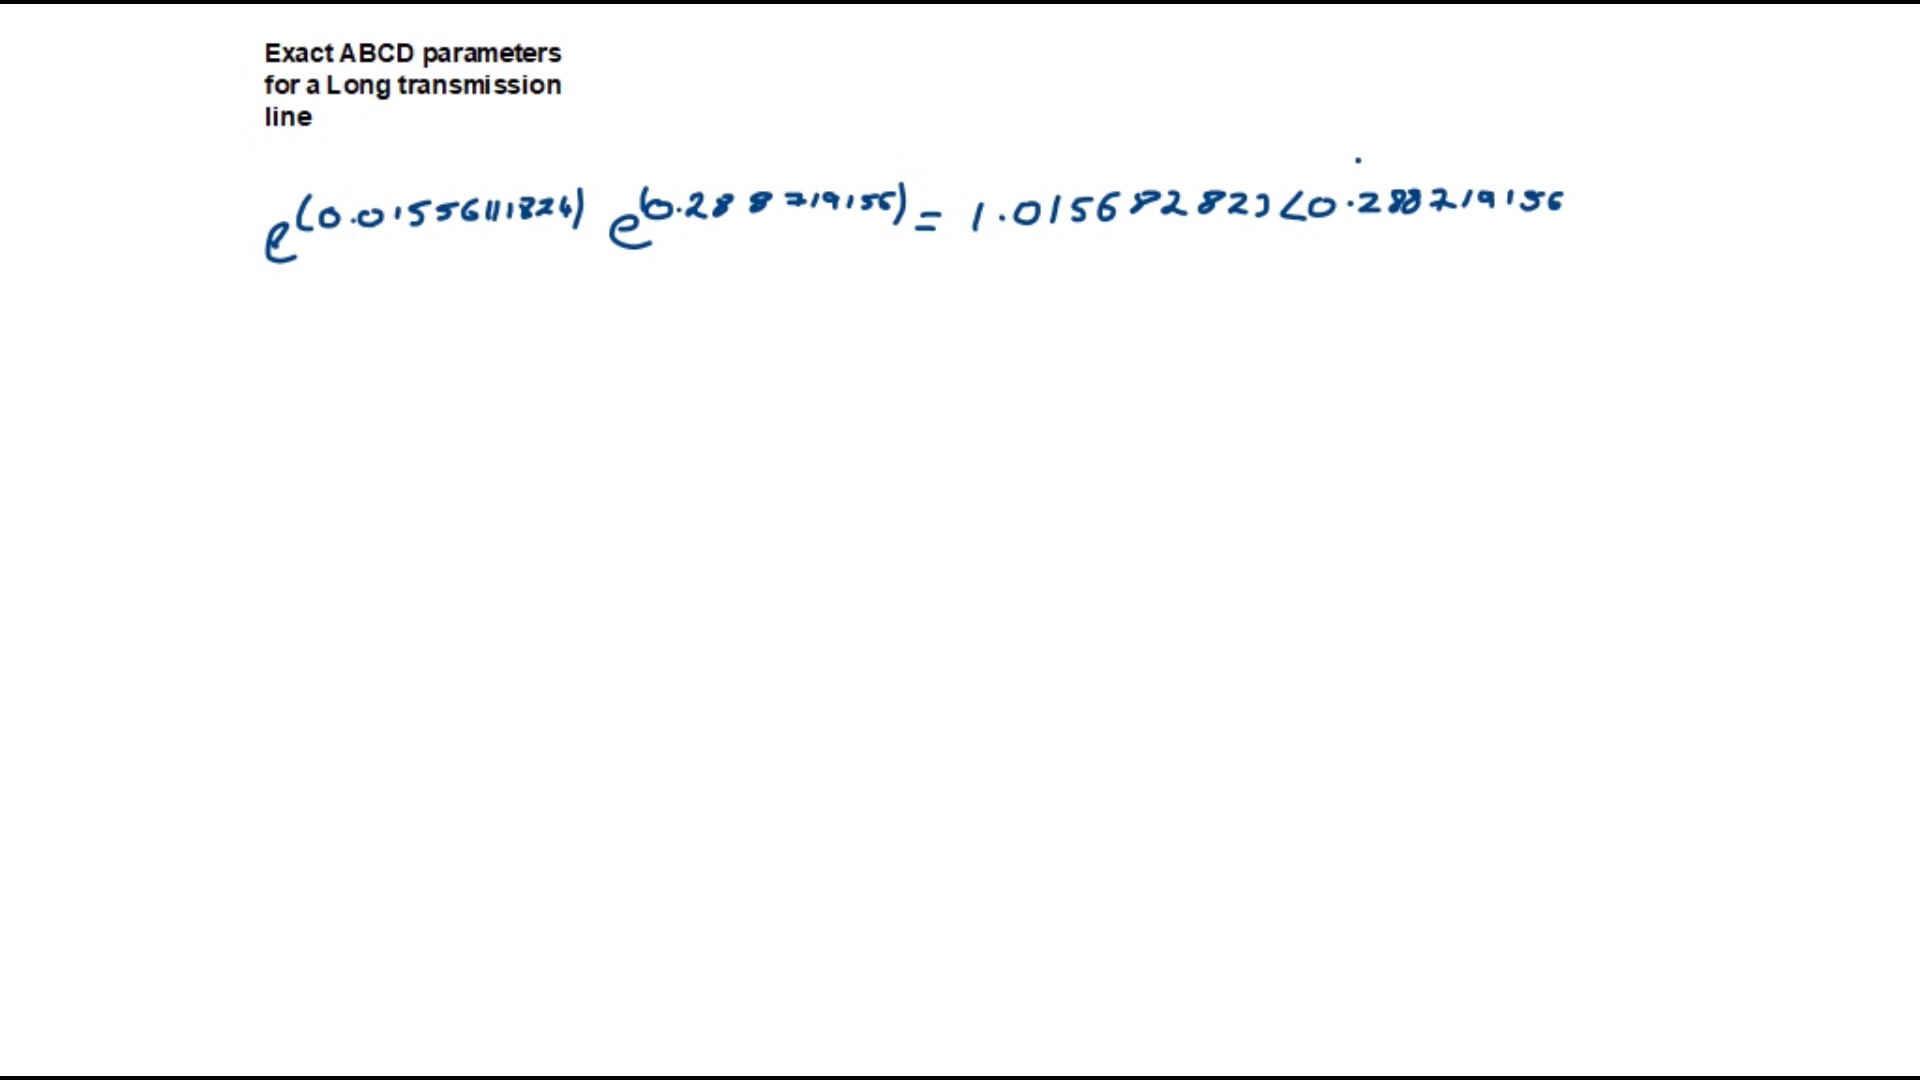 Exact ABCD parameters
for a Long transmission
line
e^(0.0155611824) e^(0.288719156) = 1.015682823<0.288719156